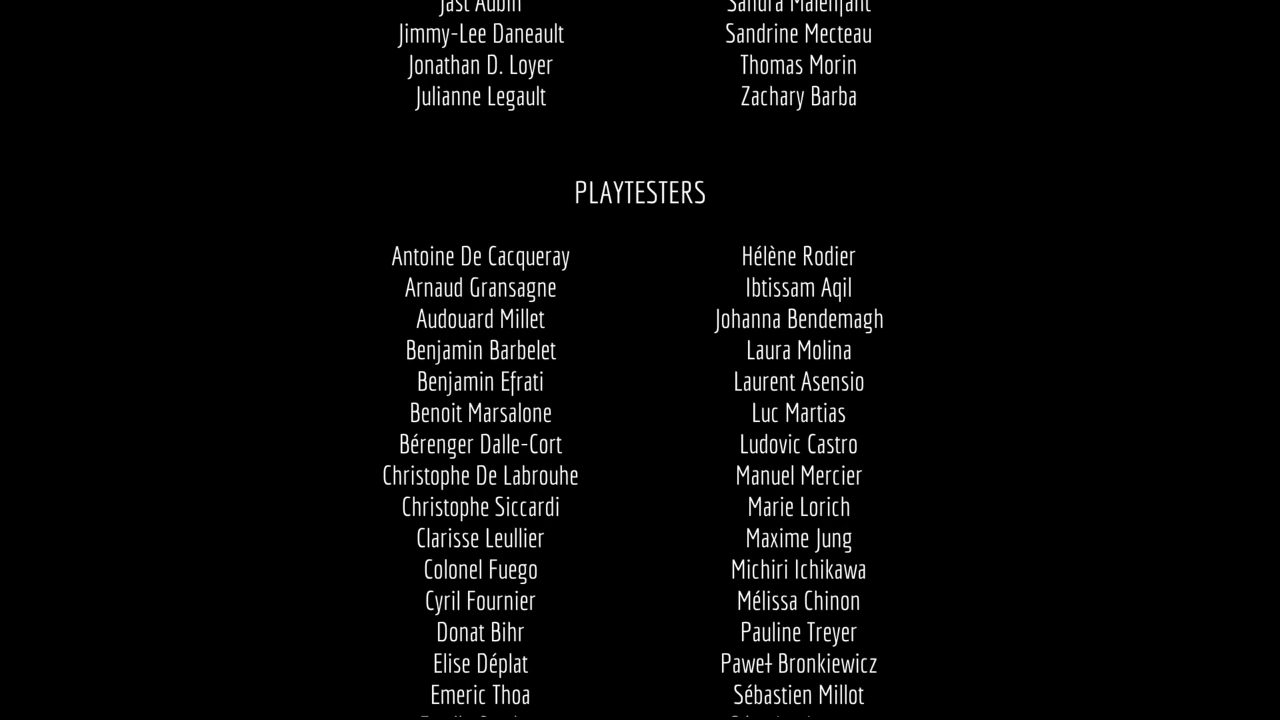 Jast Aubin
Jimmy-Lee Daneault
Jonathan D. Loyer
Julianne Legault
Sandra Malenfant
Sandrine Mecteau
Thomas Morin
Zachary Barba
PLAYTESTERS
Antoine De Cacqueray
Arnaud Gransagne
Audouard Millet
Benjamin Barbelet
Benjamin Efrati
Benoit Marsalone
Bérenger Dalle-Cort
Christophe De Labrouhe
Christophe Siccardi
Clarisse Leullier
Colonel Fuego
Cyril Fournier
Donat Bihr
Elise Déplat
Emeric Thoa
Hélène Rodier
Ibtissam Aqil
Johanna Bendemagh
Laura Molina
Laurent Asensio
Luc Martias
Ludovic Castro
Manuel Mercier
Marie Lorich
Maxime Jung
Michiri Ichikawa
Mélissa Chinon
Pauline Treyer
Paweł Bronkiewicz
Sébastien Millot